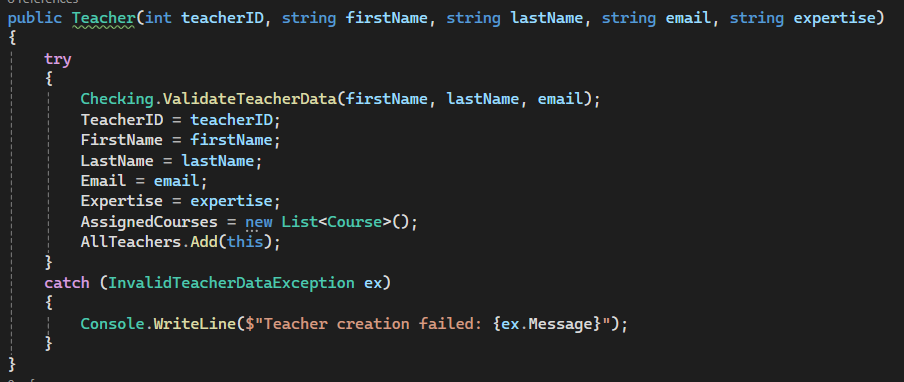 0 references
public Teacher(int teacherID, string firstName, string lastName, string email, string expertise)
{
try
{
Checking.ValidateTeacherData(firstName, lastName, email);
TeacherID = teacherID;
FirstName = firstName;
LastName = lastName;
Email = email;
Expertise = expertise;
AssignedCourses = new List<Course>();
AllTeachers.Add(this);
}
catch (InvalidTeacherDataException ex)
{
Console.WriteLine($"Teacher creation failed: {ex.Message}");
}
}